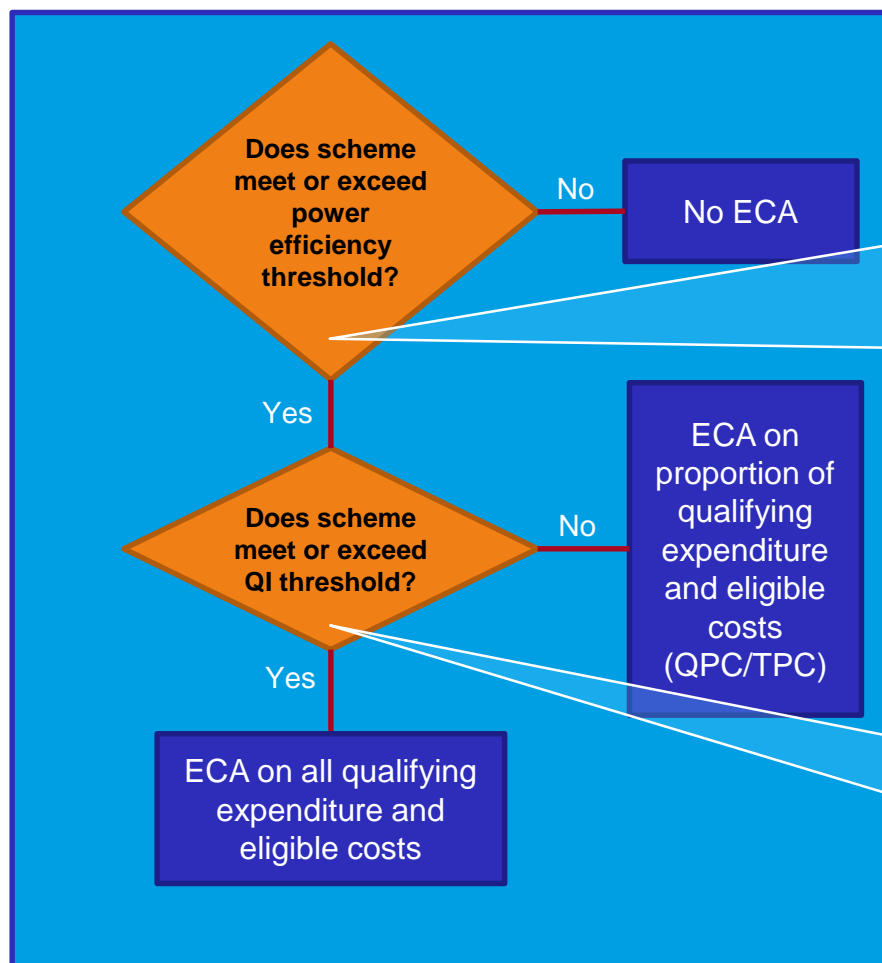 Does scheme
meet or exceed
power
efficiency
threshold?
No
No ECA
Yes
Does scheme
meet or exceed
QI threshold?
No
ECA on
proportion of
qualifying
expenditure
and eligible
costs
(QPC/TPC)
Yes
ECA on all qualifying
expenditure and
eligible costs